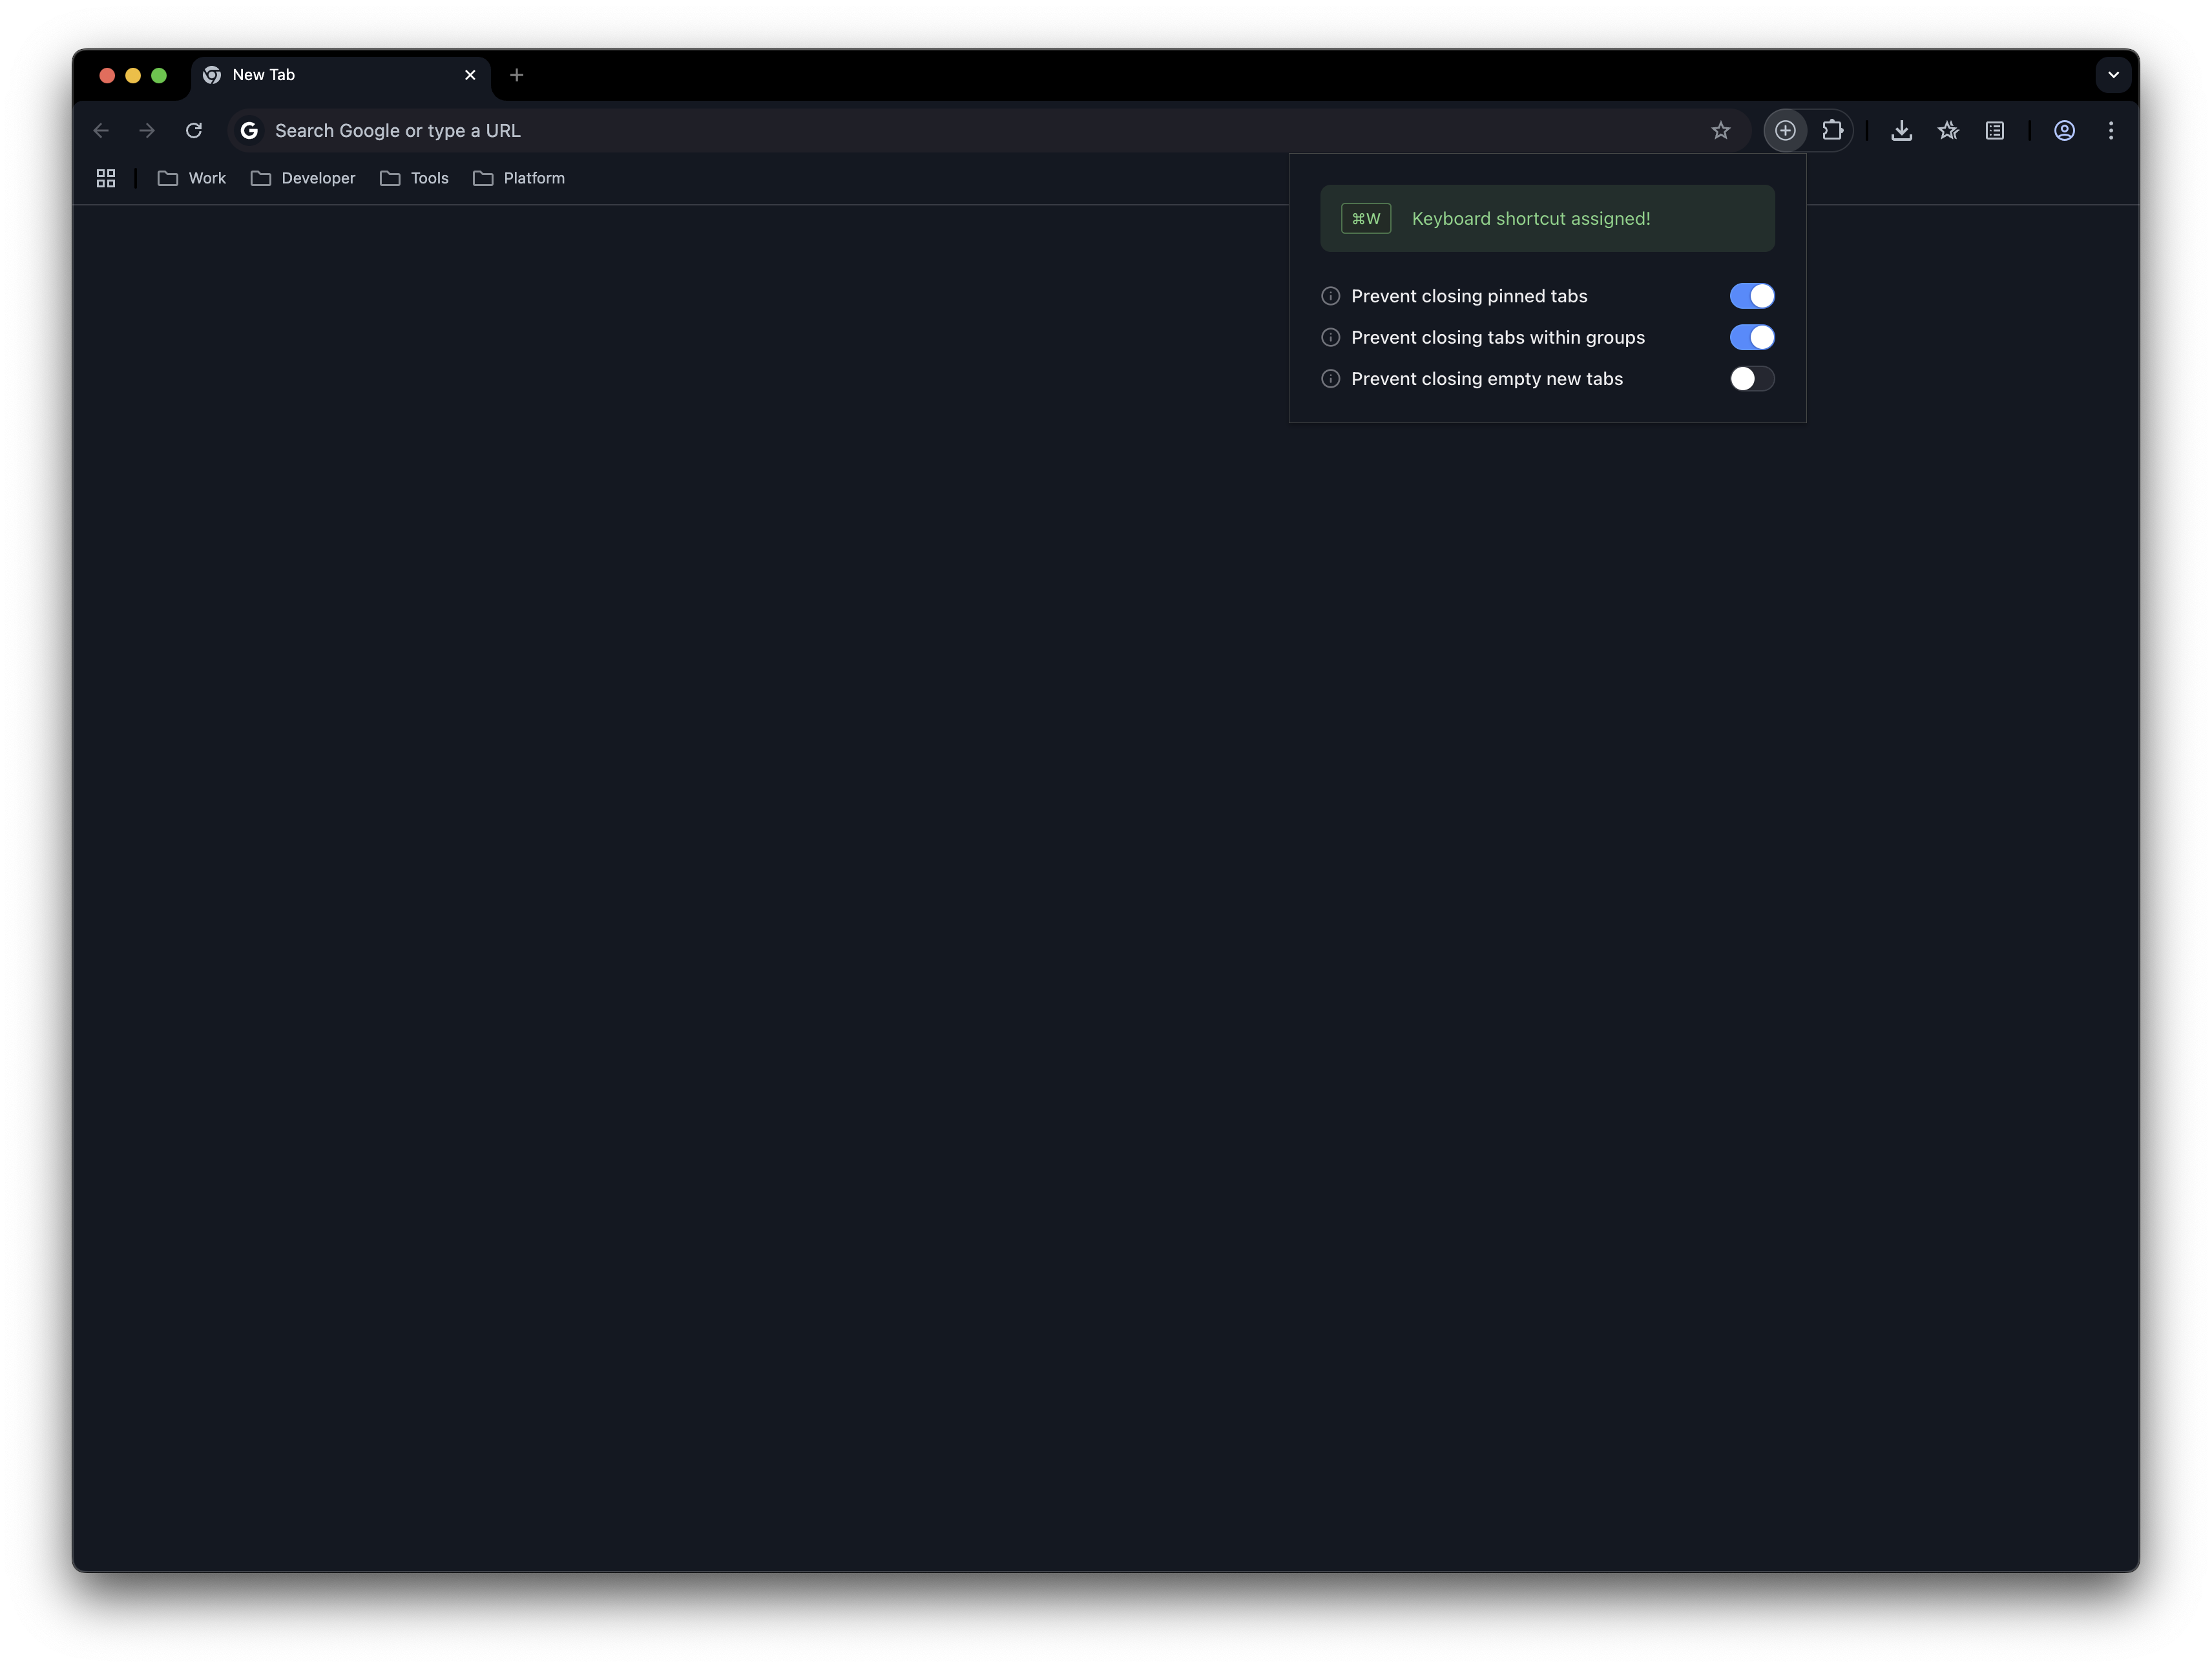 New Tab
Search Google or type a URL
Work Developer Tools Platform
⌘W Keyboard shortcut assigned!
Prevent closing pinned tabs
Prevent closing tabs within groups
Prevent closing empty new tabs